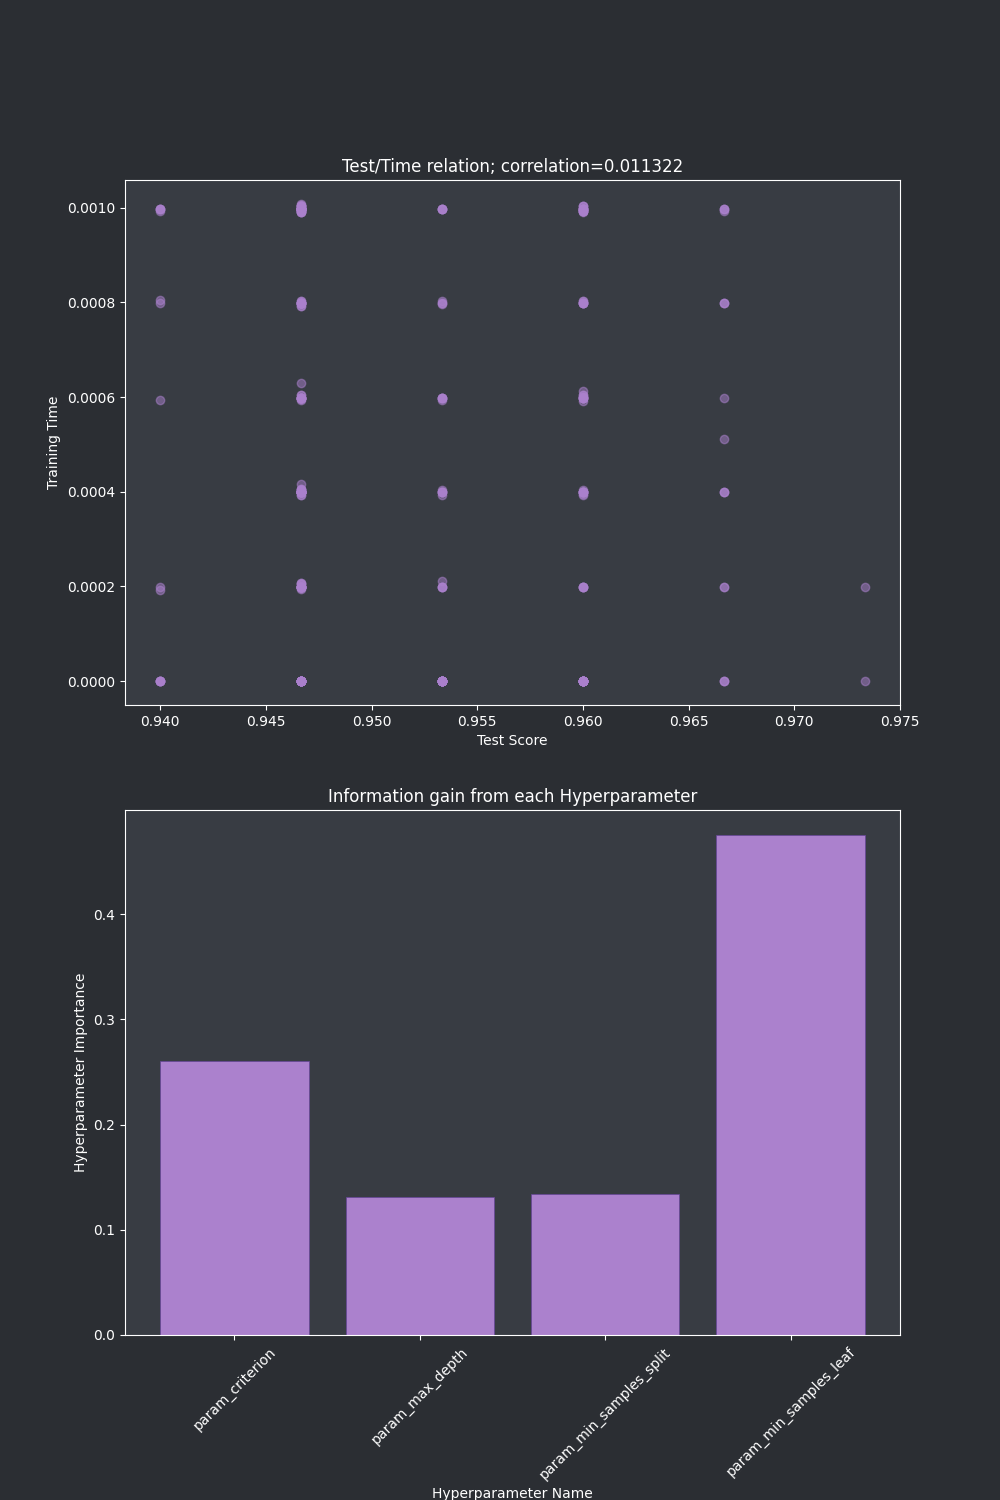 Test/Time relation; correlation=0.011322
Training Time
0.0010
0.0008
0.0006
0.0004
0.0002
0.0000
0.940 0.945 0.950 0.955 0.960 0.965 0.970 0.975
Test Score
Information gain from each Hyperparameter
Hyperparameter Importance
0.4
0.3
0.2
0.1
0.0
param_criterion param_max_depth param_min_samples_split param_min_samples_leaf
Hyperparameter Name